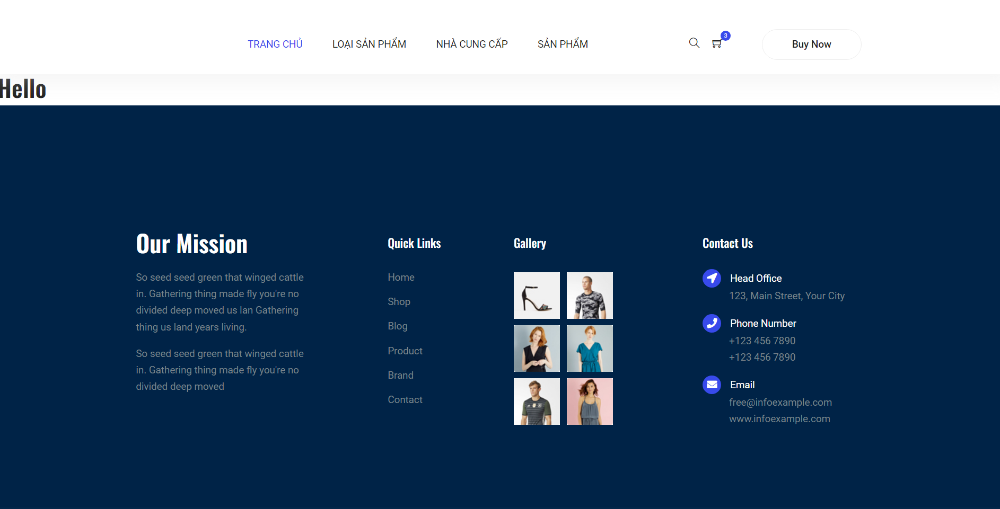 TRANG CHỦ LOẠI SẢN PHẨM NHÀ CUNG CẤP SẢN PHẨM 3 Buy Now
Hello
Our Mission
So seed seed green that winged cattle
in. Gathering thing made fly you're no
divided deep moved us lan Gathering
thing us land years living.
So seed seed green that winged cattle
in. Gathering thing made fly you're no
divided deep moved
Quick Links
Home
Shop
Blog
Product
Brand
Contact
Gallery
Contact Us
Head Office
123, Main Street, Your City
Phone Number
+123 456 7890
+123 456 7890
Email
free@infoexample.com
www.infoexample.com